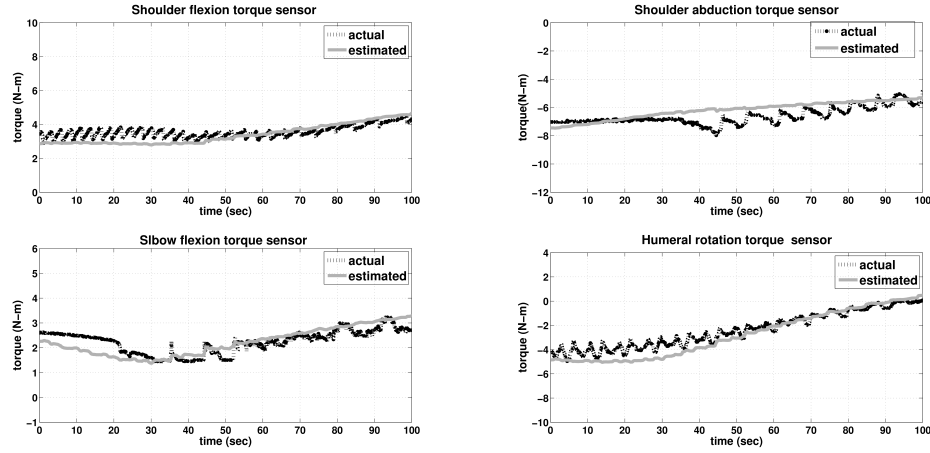 Shoulder flexion torque sensor
10
8
6
4
2
0
torque (N−m)
actual
estimated
0 10 20 30 40 50 60 70 80 90 100
time (sec)
Shoulder abduction torque sensor
0
−2
−4
−6
−8
−10
−12
torque(N−m)
actual
estimated
0 10 20 30 40 50 60 70 80 90 100
time (sec)
Slbow flexion torque sensor
6
5
4
3
2
1
0
−1
torque (N−m)
actual
estimated
0 10 20 30 40 50 60 70 80 90 100
time (sec)
Humeral rotation torque sensor
4
2
0
−2
−4
−6
−8
−10
torque (N−m)
actual
estimated
0 10 20 30 40 50 60 70 80 90 100
time (sec)